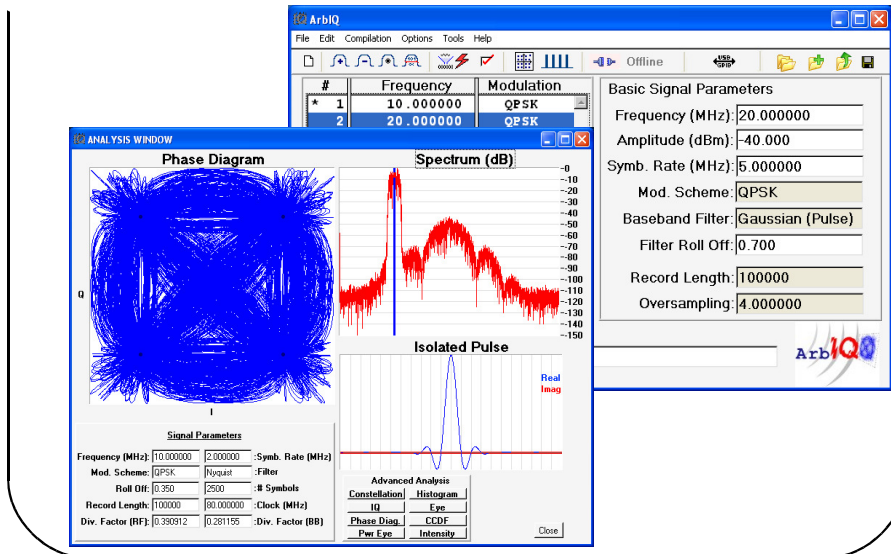 ArbIQ
File Edit Compilation Options Tools Help
Offline
USB
GPIB
# Frequency Modulation
* 1 10.000000 QPSK
2 20.000000 QPSK
Basic Signal Parameters
Frequency (MHz): 20.000000
Amplitude (dBm): -40.000
Symb. Rate (MHz): 5.000000
Mod. Scheme: QPSK
Baseband Filter: Gaussian (Pulse)
Filter Roll Off: 0.700
Record Length: 100000
Oversampling: 4.000000
ArbIQ
IQ ANALYSIS WINDOW
Phase Diagram
Q
I
Spectrum (dB)
-0
-10
-20
-30
-40
-50
-60
-70
-80
-90
-100
-110
-120
-130
-140
-150
Isolated Pulse
Real
Imag
Signal Parameters
Frequency (MHz): 10.000000 2.000000 :Symb. Rate (MHz)
Mod. Scheme: QPSK Nyquist :Filter
Roll Off: 0.350 2500 :# Symbols
Record Length: 100000 80.000000 :Clock (MHz)
Div. Factor (RF): 0.390912 0.281155 :Div. Factor (BB)
Advanced Analysis
Constellation Histogram
IQ Eye
Phase Diag. CCDF
Pwr Eye Intensity
Close